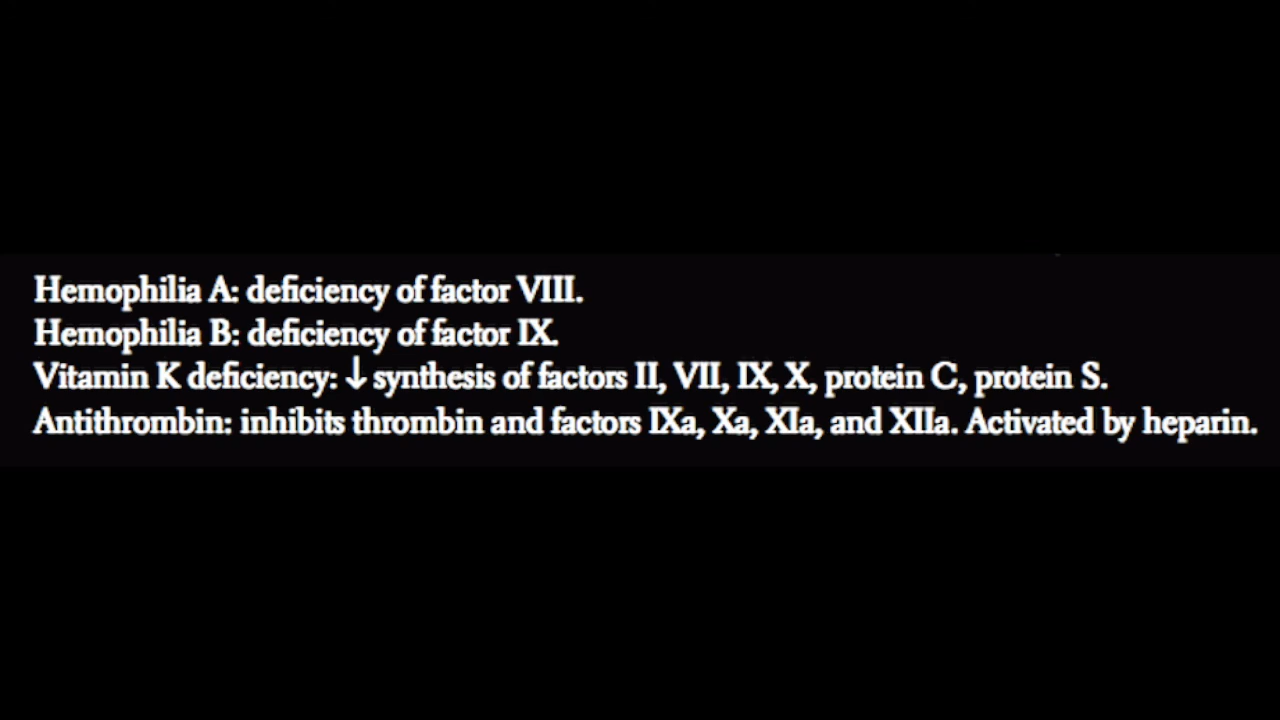 Hemophilia A: deficiency of factor VIII.
Hemophilia B: deficiency of factor IX.
Vitamin K deficiency: ↓ synthesis of factors II, VII, IX, X, protein C, protein S.
Antithrombin: inhibits thrombin and factors IXa, Xa, XIa, and XIIa. Activated by heparin.